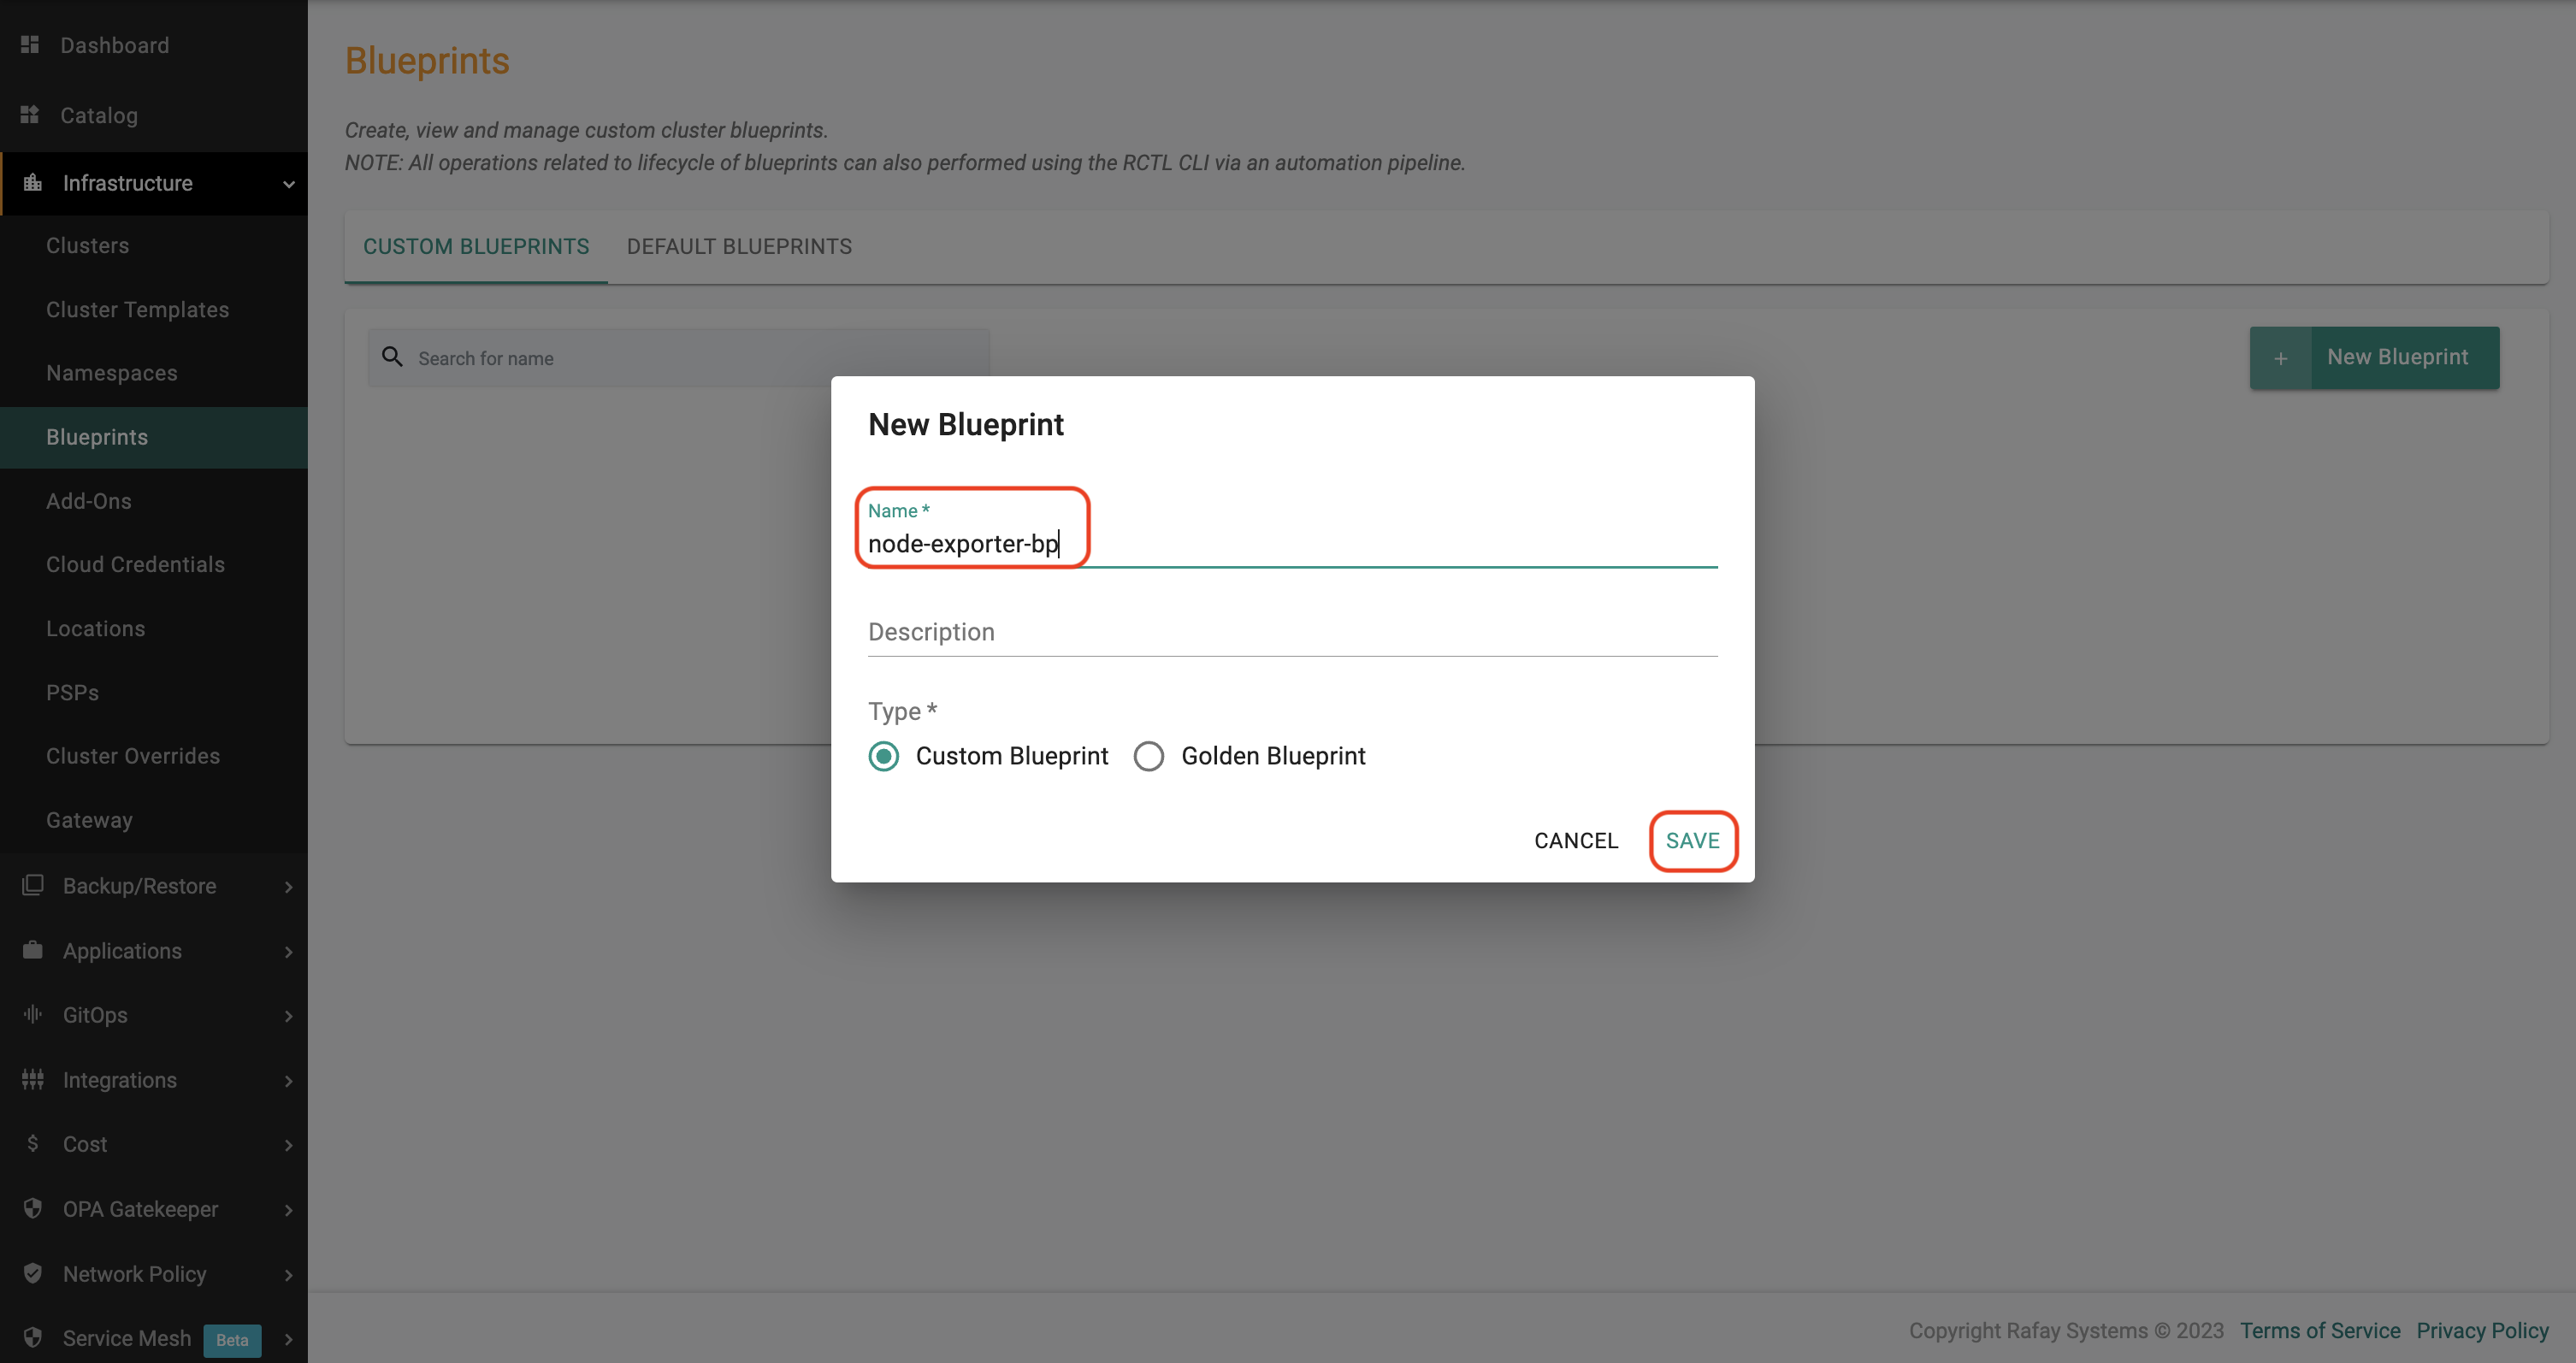 Dashboard
Catalog
Infrastructure
Clusters
Cluster Templates
Namespaces
Blueprints
Add-Ons
Cloud Credentials
Locations
PSPs
Cluster Overrides
Gateway
Backup/Restore
Applications
GitOps
Integrations
Cost
OPA Gatekeeper
Network Policy
Service Mesh Beta
Blueprints
Create, view and manage custom cluster blueprints.
NOTE: All operations related to lifecycle of blueprints can also performed using the RCTL CLI via an automation pipeline.
CUSTOM BLUEPRINTS DEFAULT BLUEPRINTS
Search for name
+ New Blueprint
New Blueprint
Name *
node-exporter-bp
Description
Type *
Custom Blueprint Golden Blueprint
CANCEL SAVE
Copyright Rafay Systems © 2023 Terms of Service Privacy Policy